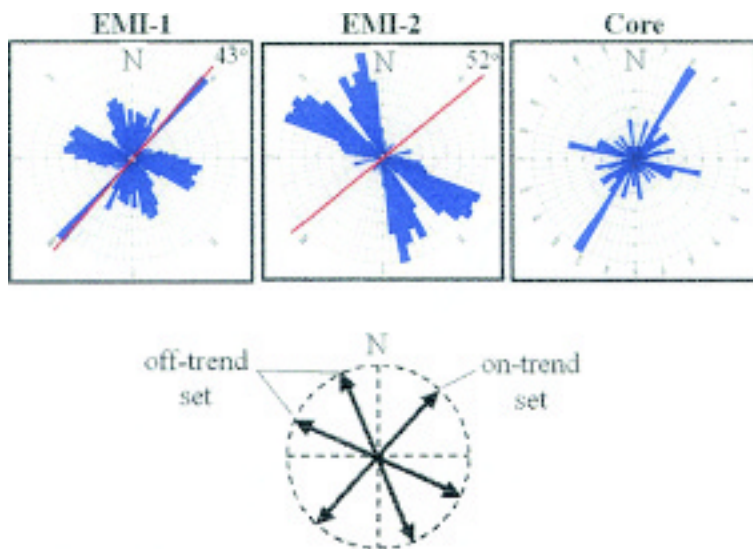 EMI-1
EMI-2
Core
N
43°
N
52°
N
N
off-trend
set
on-trend
set